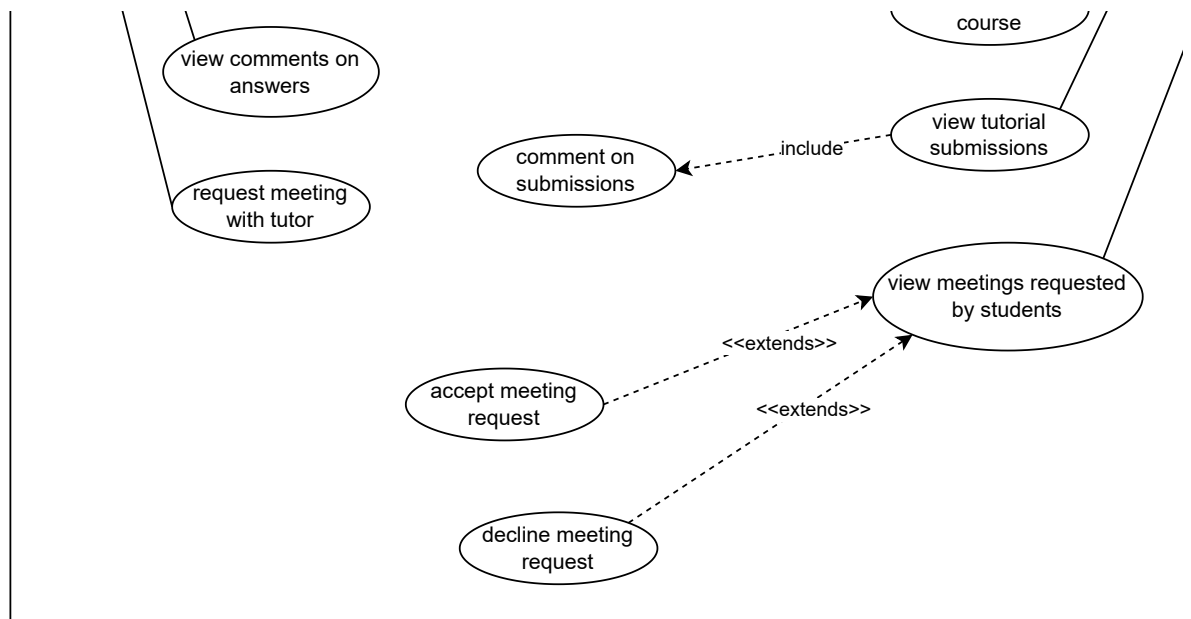 course
view comments on
answers
view tutorial
submissions
include
comment on
submissions
request meeting
with tutor
view meetings requested
by students
<<extends>>
accept meeting
request
<<extends>>
decline meeting
request